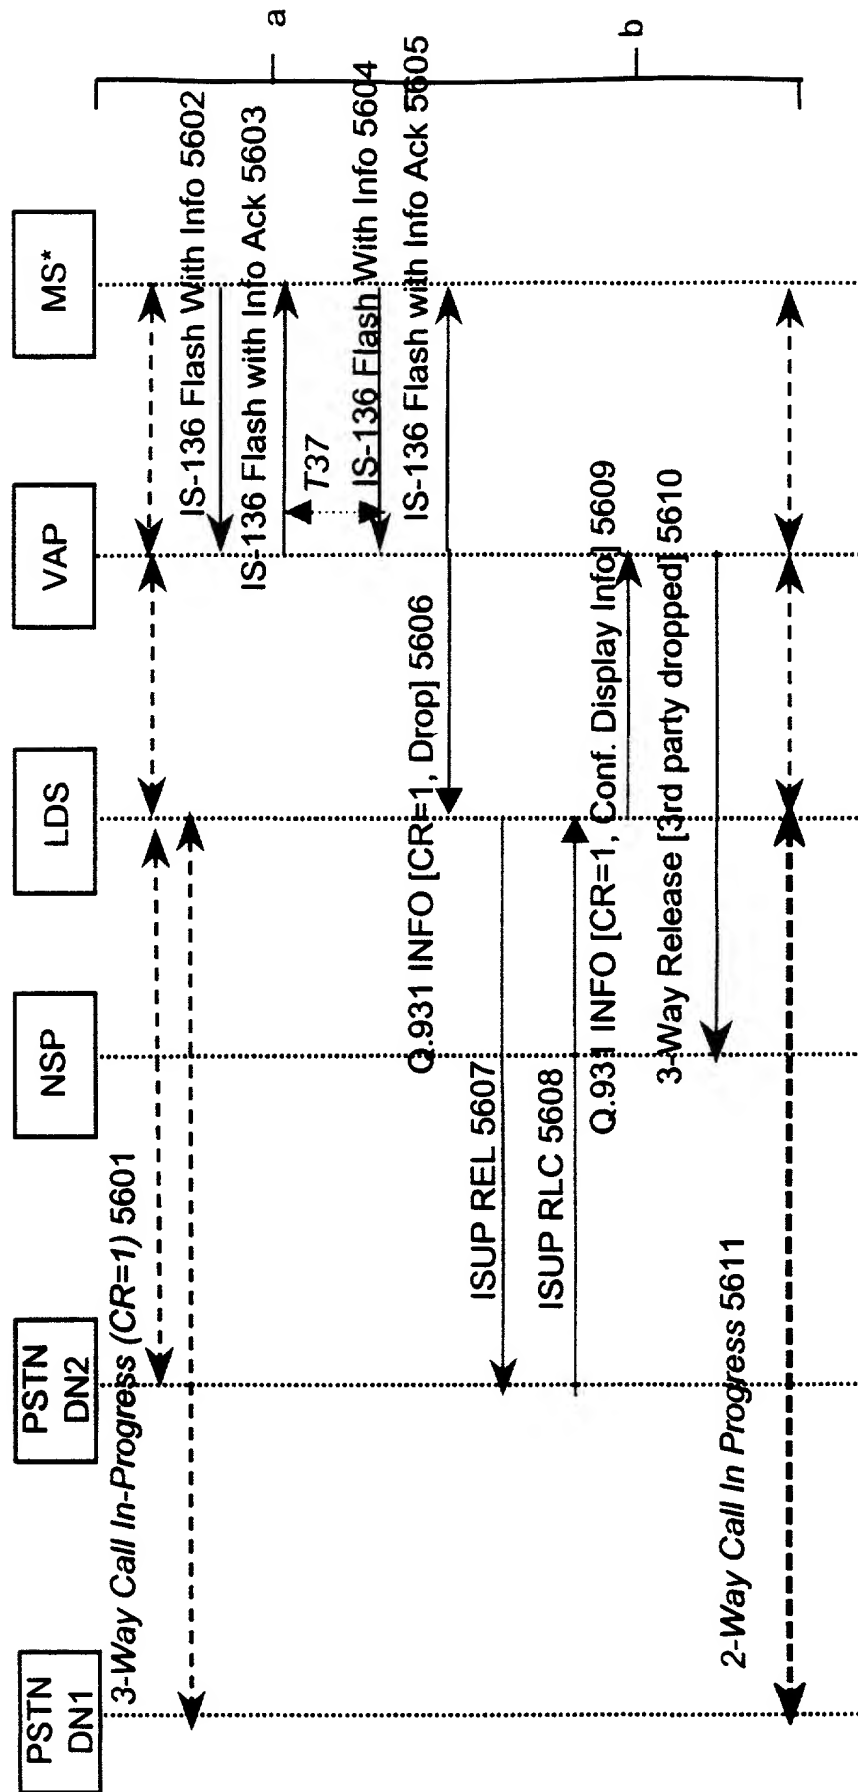 PSTN
DN1
PSTN
DN2
NSP
LDS
VAP
MS*
3-Way Call In-Progress (CR=1) 5601
IS-136 Flash With Info 5602
IS-136 Flash with Info Ack 5603
a
T37
IS-136 Flash With Info 5604
IS-136 Flash with Info Ack 5605
Q.931 INFO [CR=1, Drop] 5606
ISUP REL 5607
ISUP RLC 5608
Q.931 INFO [CR=1, Conf. Display Info] 5609
b
3-Way Release [3rd party dropped] 5610
2-Way Call In Progress 5611